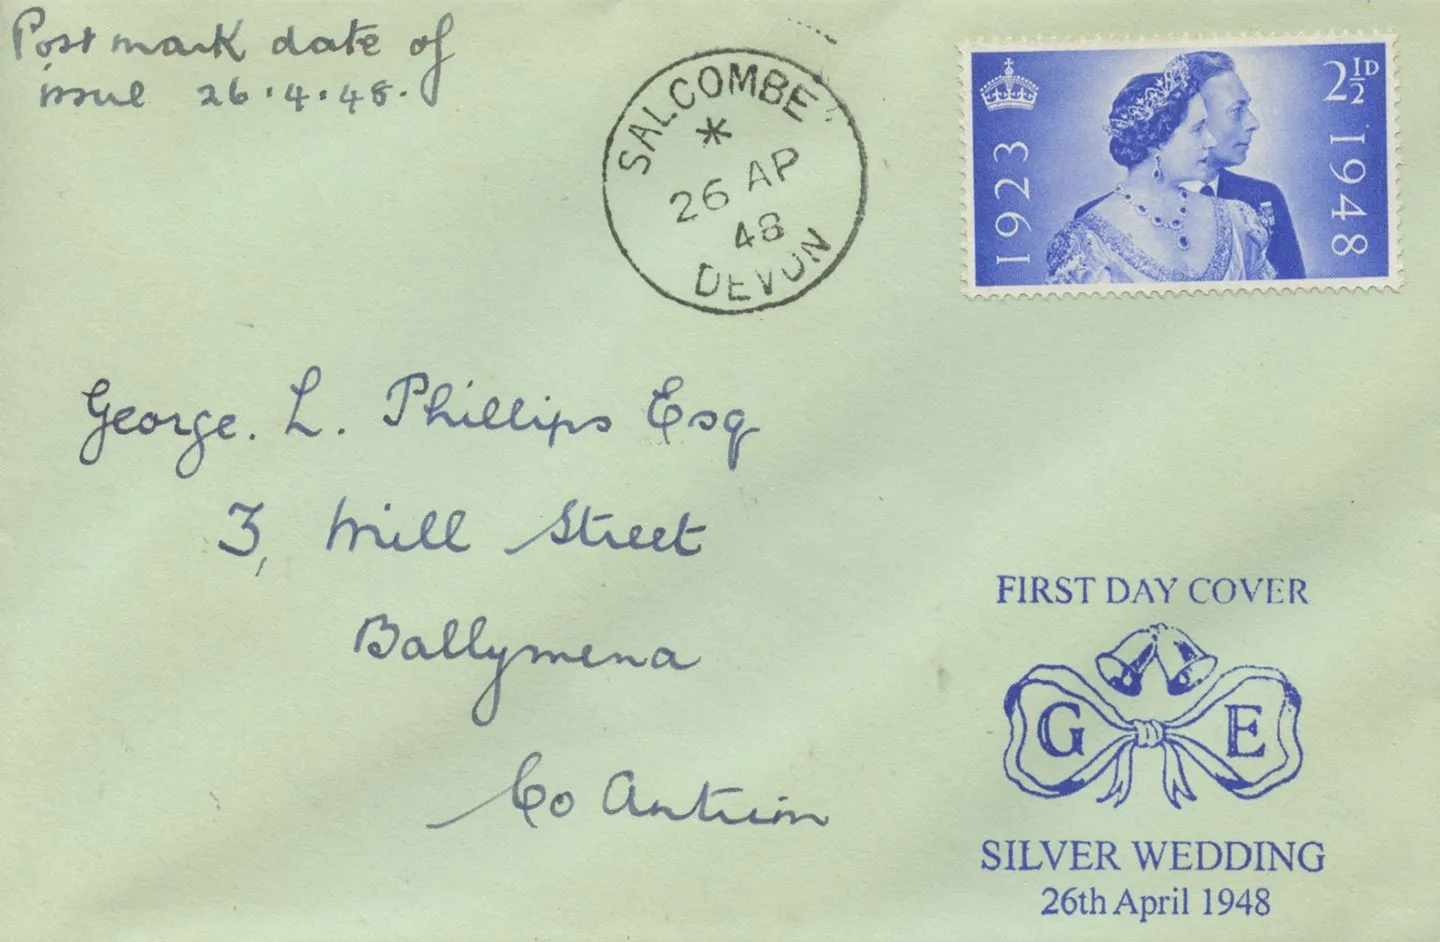 Post mark date of
issue 26.4.48.
SALCOMBE
26 AP
48
DEVON
1923
2½D
1948
George. L. Phillips Esq
3, Mill Street
Ballymena
Co Antrim
FIRST DAY COVER
G E
SILVER WEDDING
26th April 1948